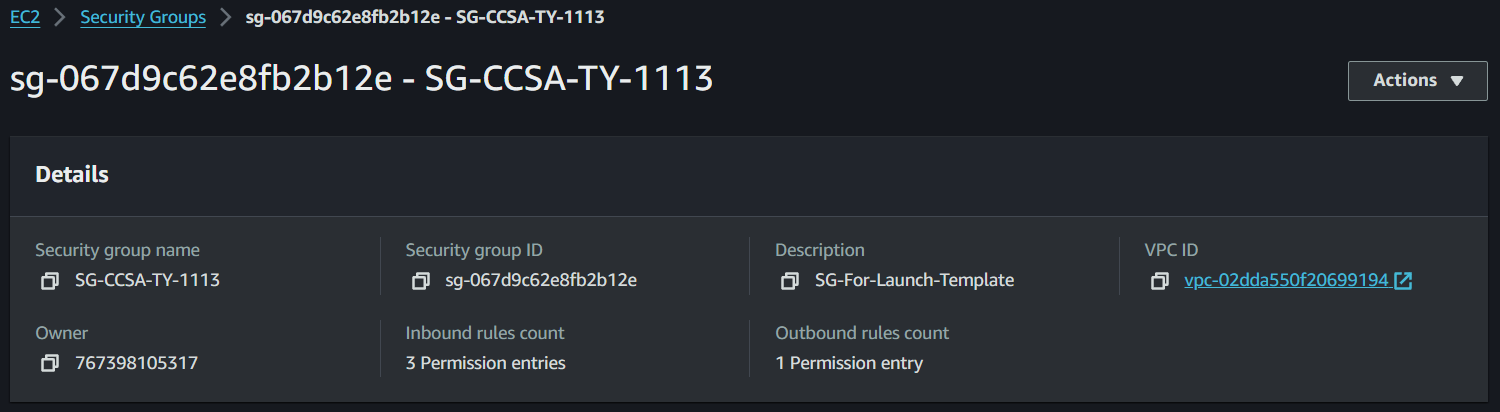 EC2 > Security Groups > sg-067d9c62e8fb2b12e - SG-CCSA-TY-1113
sg-067d9c62e8fb2b12e - SG-CCSA-TY-1113
Actions
Details
Security group name
SG-CCSA-TY-1113
Security group ID
sg-067d9c62e8fb2b12e
Description
SG-For-Launch-Template
VPC ID
vpc-02dda550f20699194
Owner
767398105317
Inbound rules count
3 Permission entries
Outbound rules count
1 Permission entry